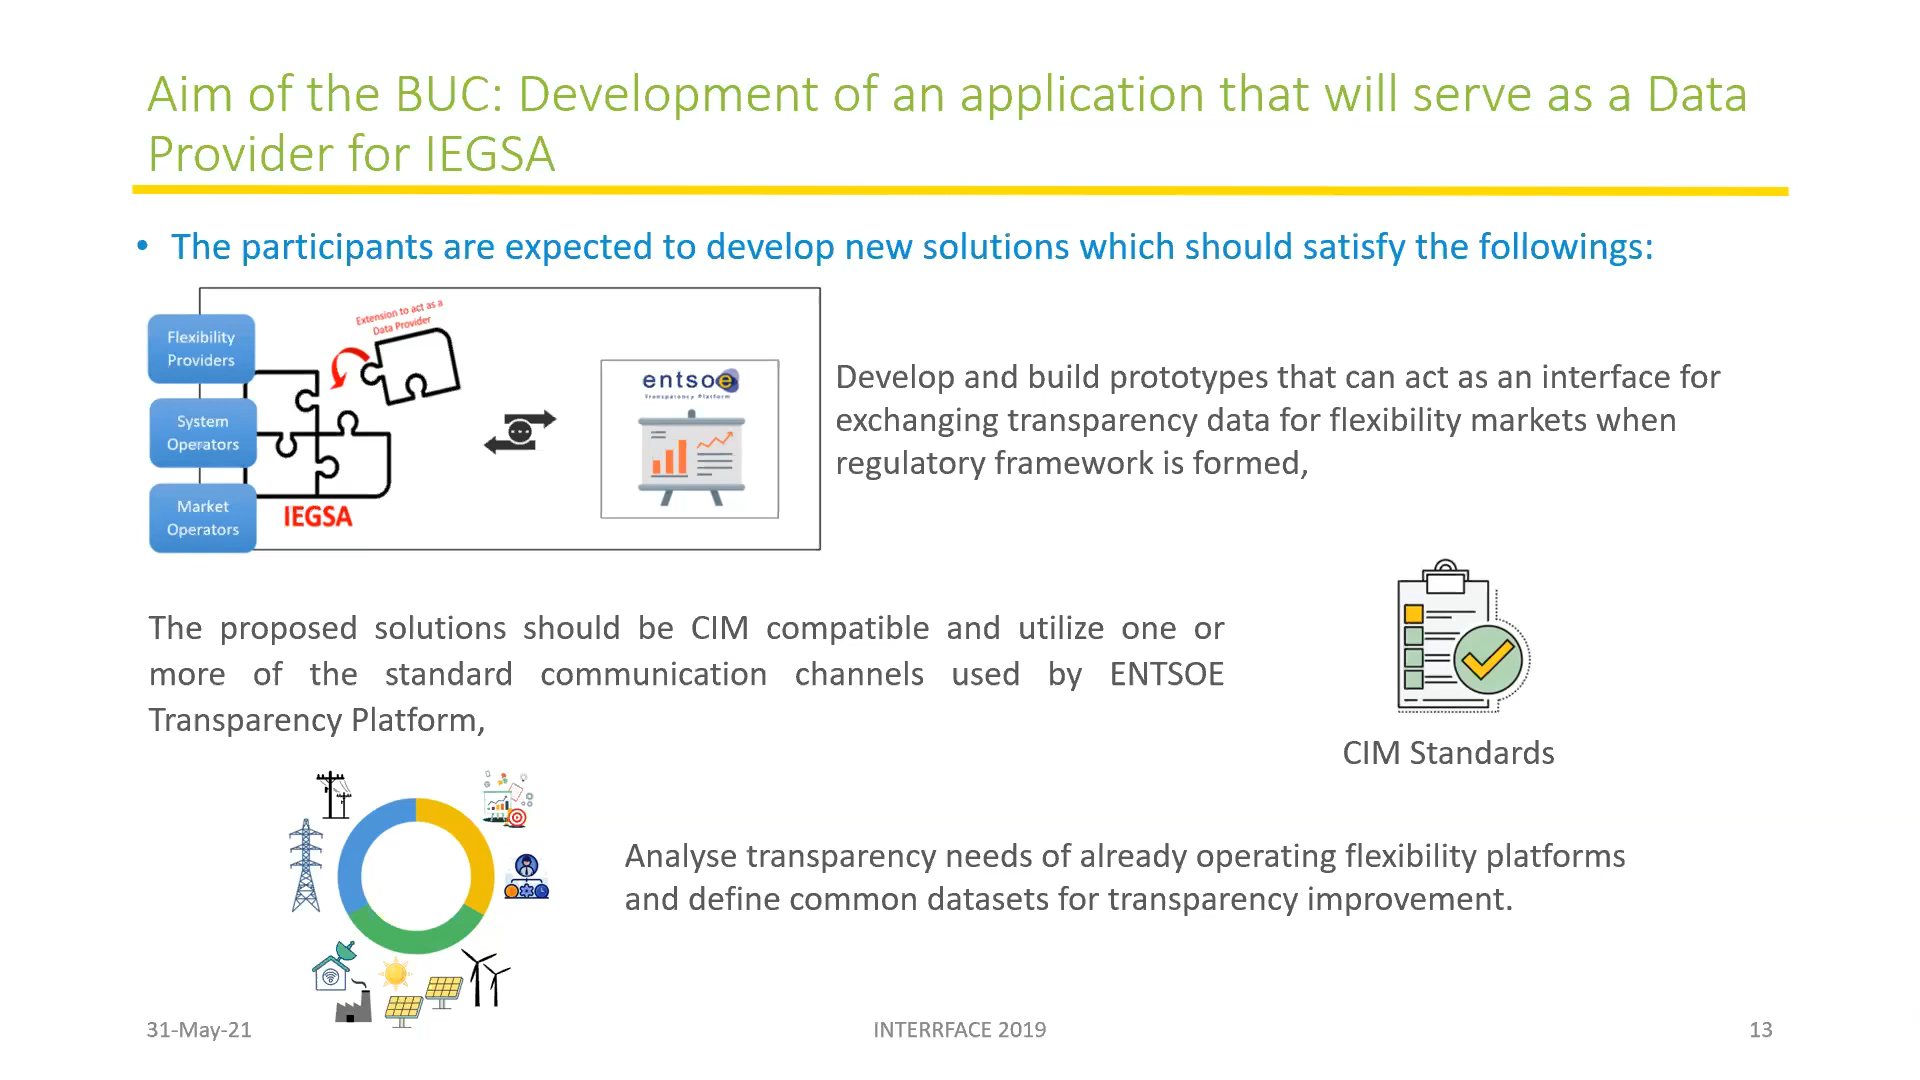 Aim of the BUC: Development of an application that will serve as a Data
Provider for IEGSA
• The participants are expected to develop new solutions which should satisfy the followings:
Extension to act as a
Data Provider
Flexibility
Providers
System
Operators
Market
Operators
IEGSA
entsoe
Transparency Platform
Develop and build prototypes that can act as an interface for
exchanging transparency data for flexibility markets when
regulatory framework is formed,
The proposed solutions should be CIM compatible and utilize one or
more of the standard communication channels used by ENTSOE
Transparency Platform,
CIM Standards
Analyse transparency needs of already operating flexibility platforms
and define common datasets for transparency improvement.
31-May-21
INTERRFACE 2019
13